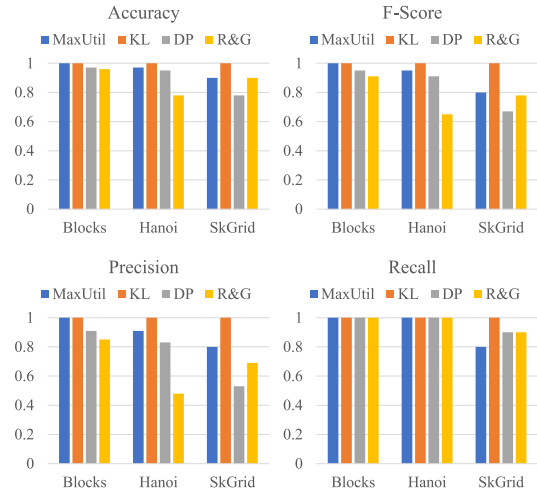 Accuracy
MaxUtil KL DP R&G
1
0.8
0.6
0.4
0.2
0
Blocks Hanoi SkGrid
F-Score
MaxUtil KL DP R&G
1
0.8
0.6
0.4
0.2
0
Blocks Hanoi SkGrid
Precision
MaxUtil KL DP R&G
1
0.8
0.6
0.4
0.2
0
Blocks Hanoi SkGrid
Recall
MaxUtil KL DP R&G
1
0.8
0.6
0.4
0.2
0
Blocks Hanoi SkGrid